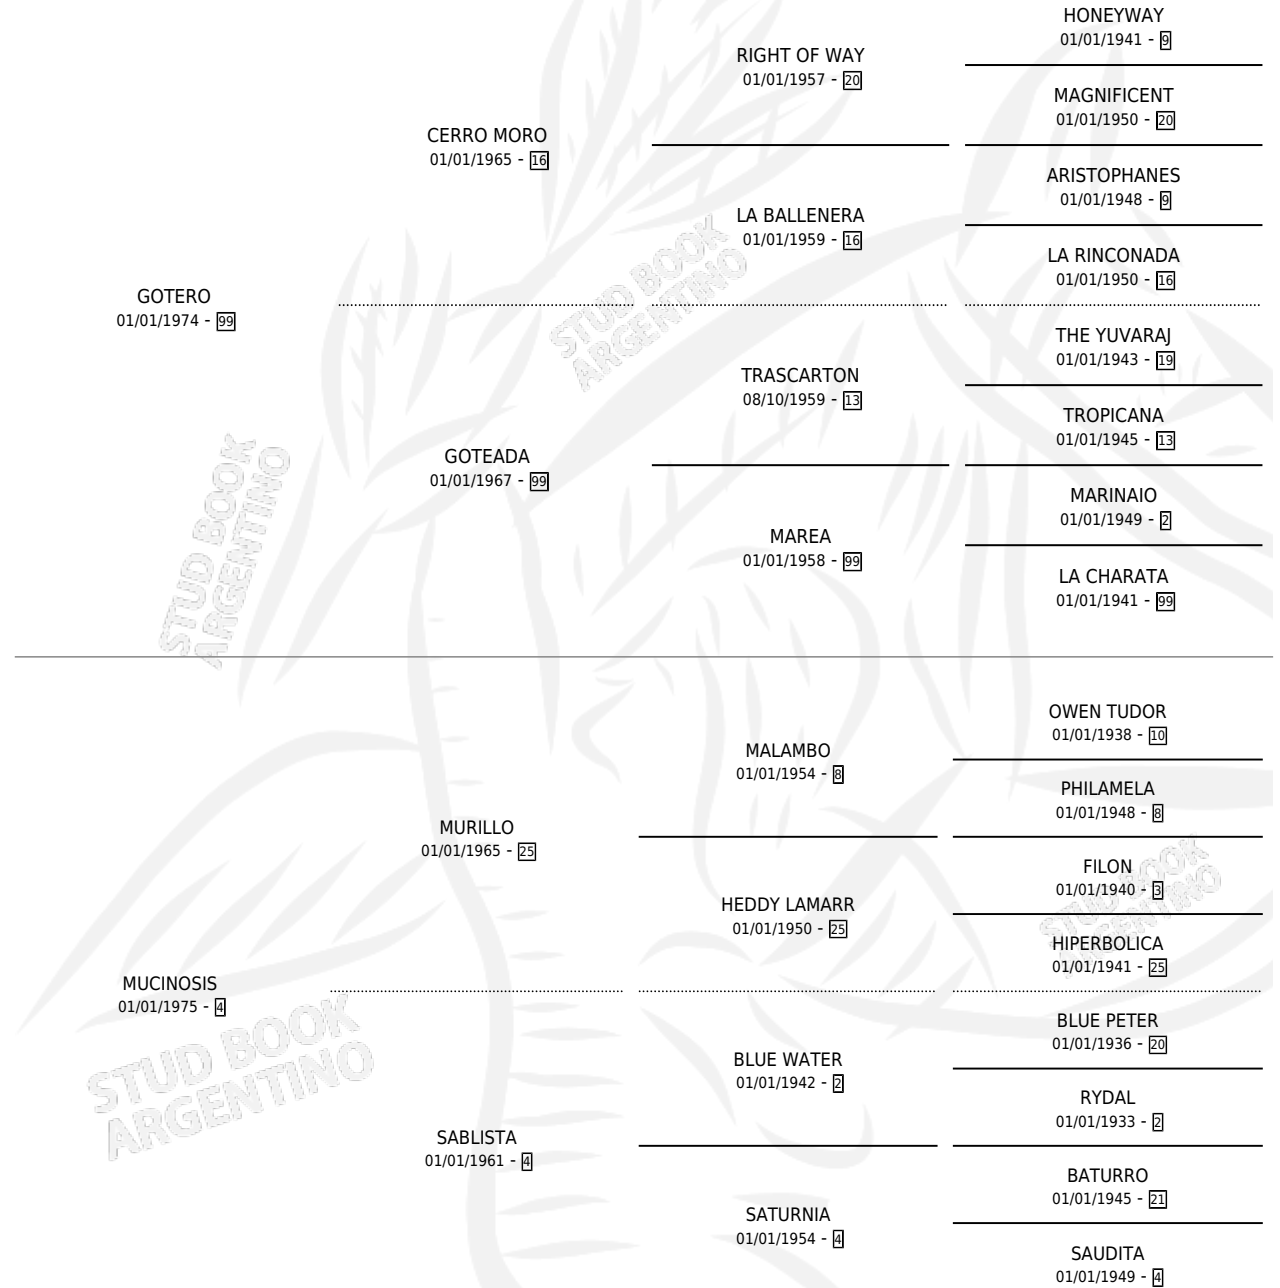 HONEYWAY
01/01/1941 - 9
RIGHT OF WAY
01/01/1957 - 20
MAGNIFICENT
01/01/1950 - 20
CERRO MORO
01/01/1965 - 16
ARISTOPHANES
01/01/1948 - 9
LA BALLENERA
01/01/1959 - 16
LA RINCONADA
01/01/1950 - 16
GOTERO
01/01/1974 - 99
THE YUVARAJ
01/01/1943 - 19
TRASCARTON
08/10/1959 - 13
TROPICANA
01/01/1945 - 13
GOTEADA
01/01/1967 - 99
MARINAIO
01/01/1949 - 2
MAREA
01/01/1958 - 99
LA CHARATA
01/01/1941 - 99
OWEN TUDOR
01/01/1938 - 10
MALAMBO
01/01/1954 - 8
PHILAMELA
01/01/1948 - 8
MURILLO
01/01/1965 - 25
FILON
01/01/1940 - 3
HEDDY LAMARR
01/01/1950 - 25
HIPERBOLICA
01/01/1941 - 25
MUCINOSIS
01/01/1975 - 4
BLUE PETER
01/01/1936 - 20
BLUE WATER
01/01/1942 - 2
RYDAL
01/01/1933 - 2
SABLISTA
01/01/1961 - 4
BATURRO
01/01/1945 - 21
SATURNIA
01/01/1954 - 4
SAUDITA
01/01/1949 - 4
STUD BOOK
ARGENTINO
STUD BOOK
ARGENTINO
STUD BOOK
ARGENTINO
STUD BOOK
ARGENTINO